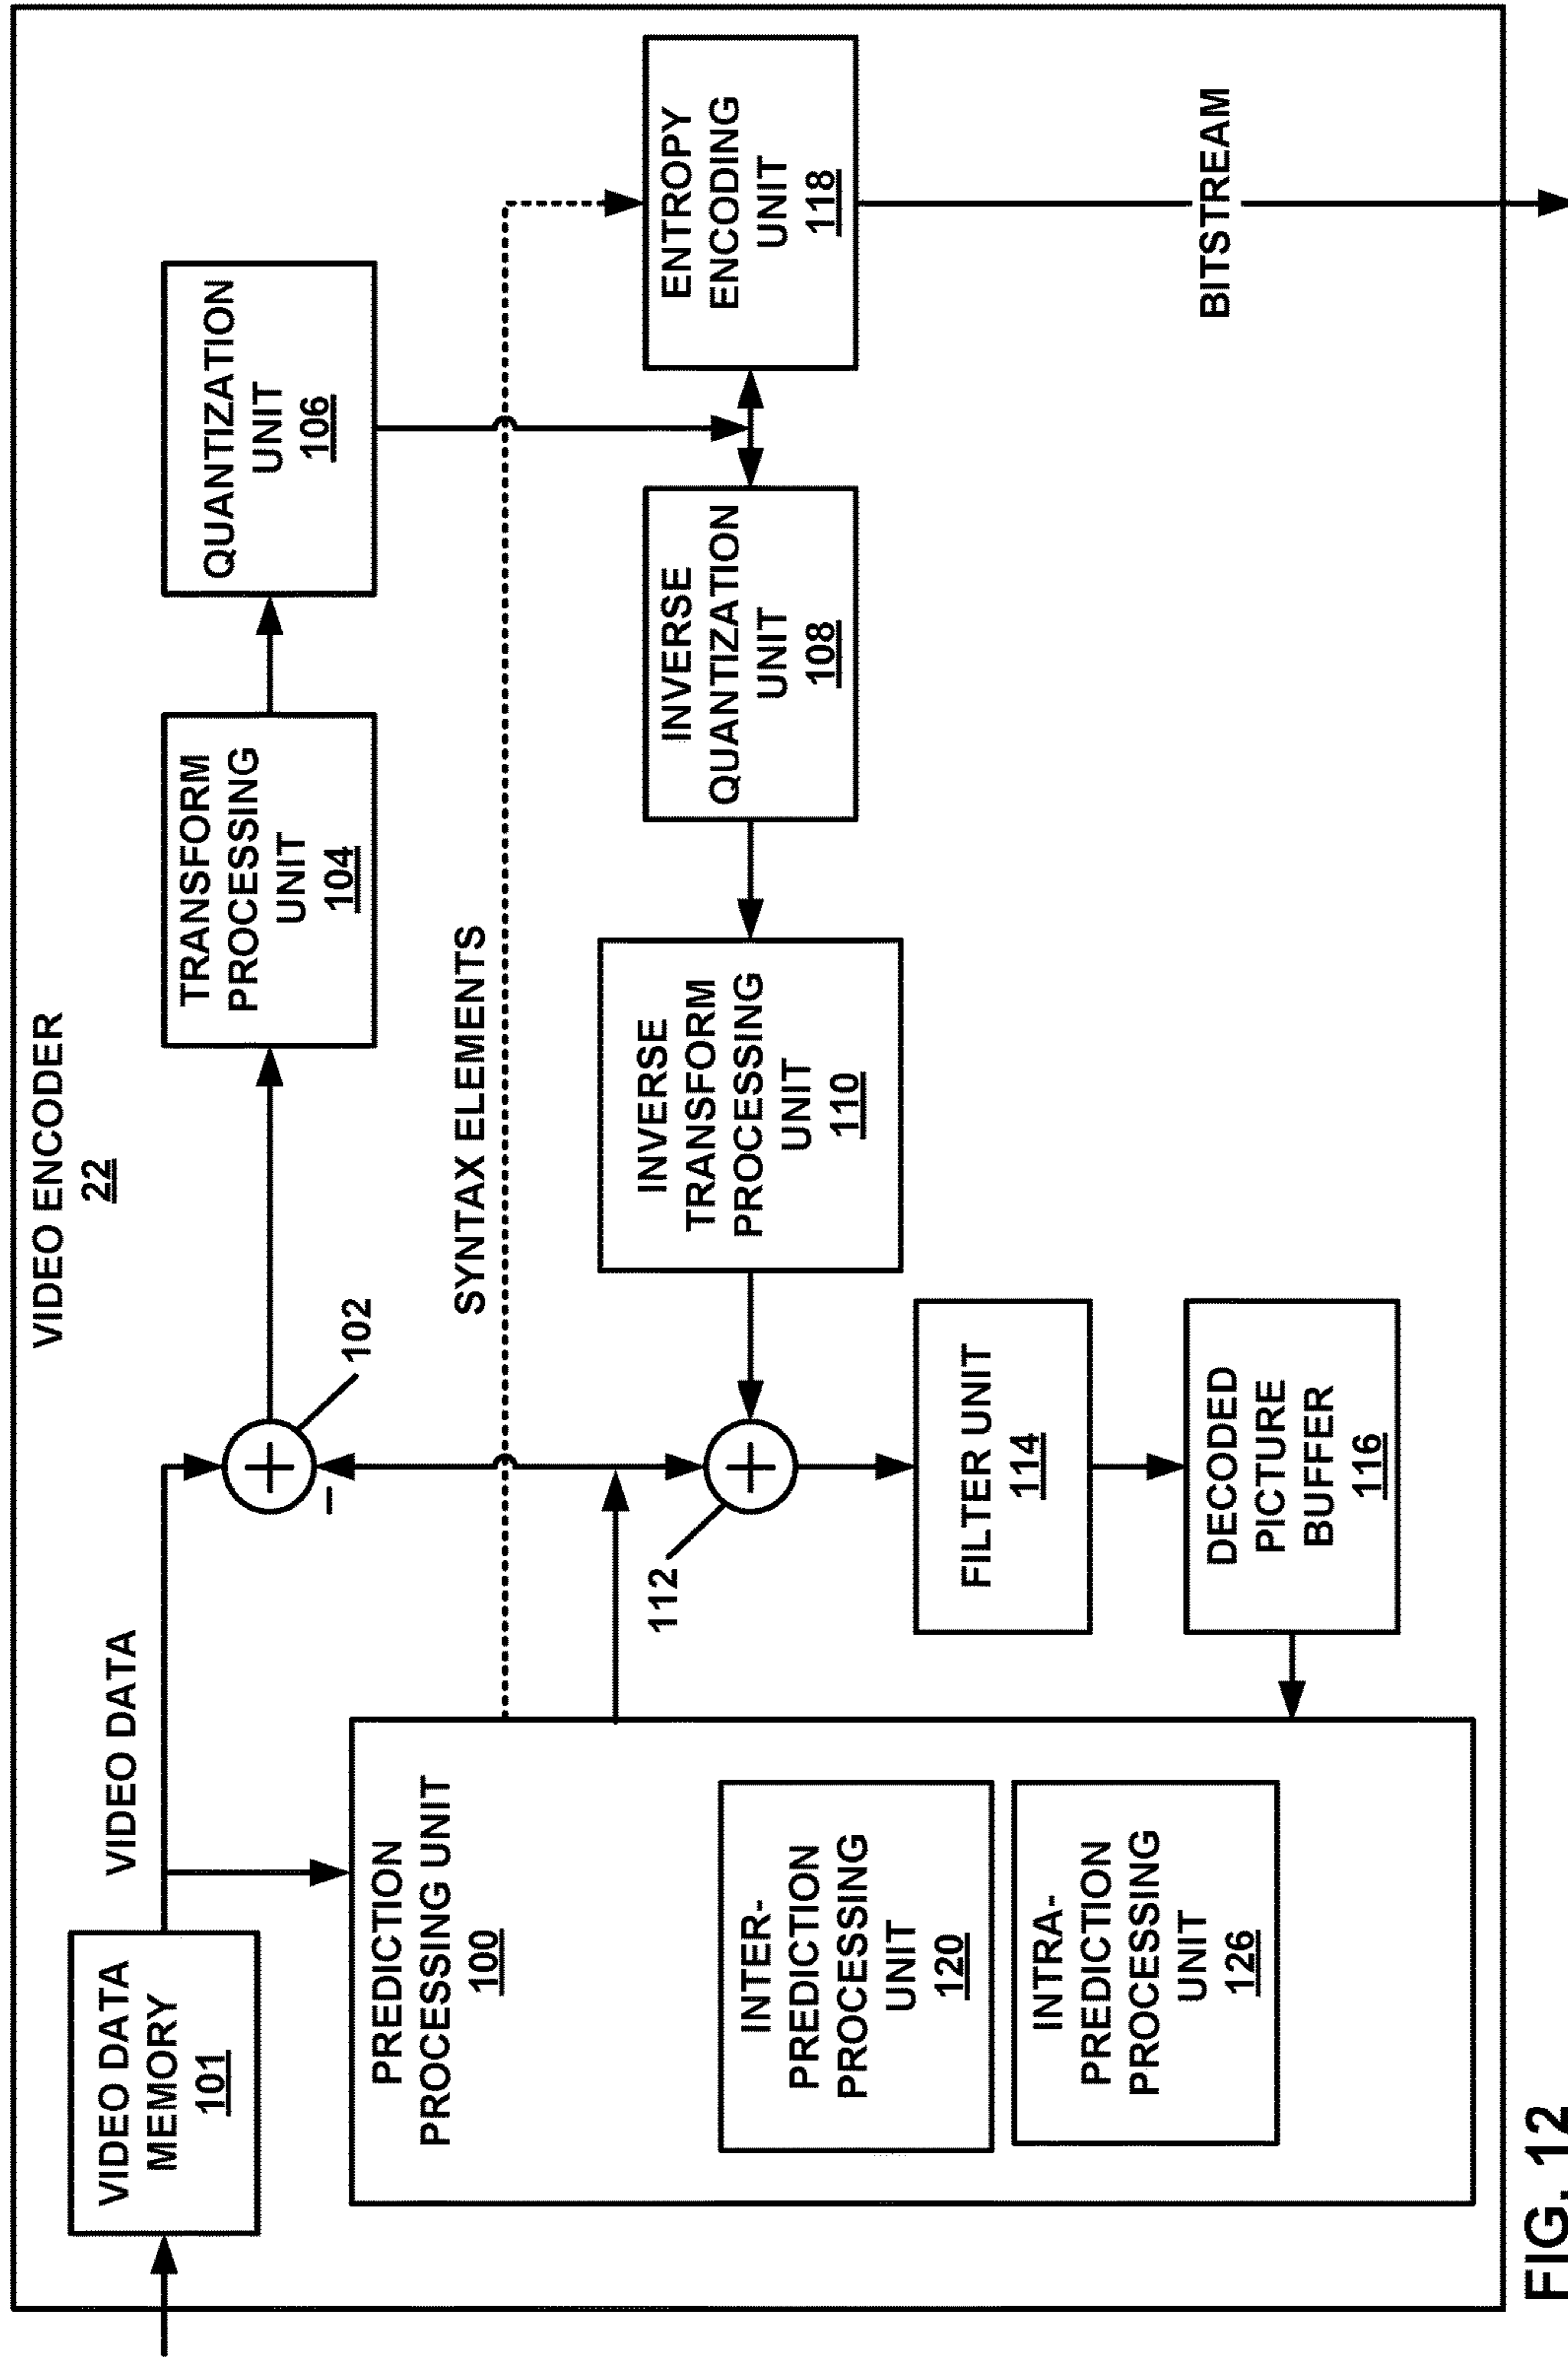 VIDEO ENCODER
22
VIDEO DATA
MEMORY
101
VIDEO DATA
102
–
TRANSFORM
PROCESSING
UNIT
104
QUANTIZATION
UNIT
106
SYNTAX ELEMENTS
PREDICTION
PROCESSING UNIT
100
INTER-
PREDICTION
PROCESSING
UNIT
120
INTRA-
PREDICTION
PROCESSING
UNIT
126
112
INVERSE
TRANSFORM
PROCESSING
UNIT
110
INVERSE
QUANTIZATION
UNIT
108
ENTROPY
ENCODING
UNIT
118
FILTER UNIT
114
DECODED
PICTURE
BUFFER
116
BITSTREAM
FIG. 12